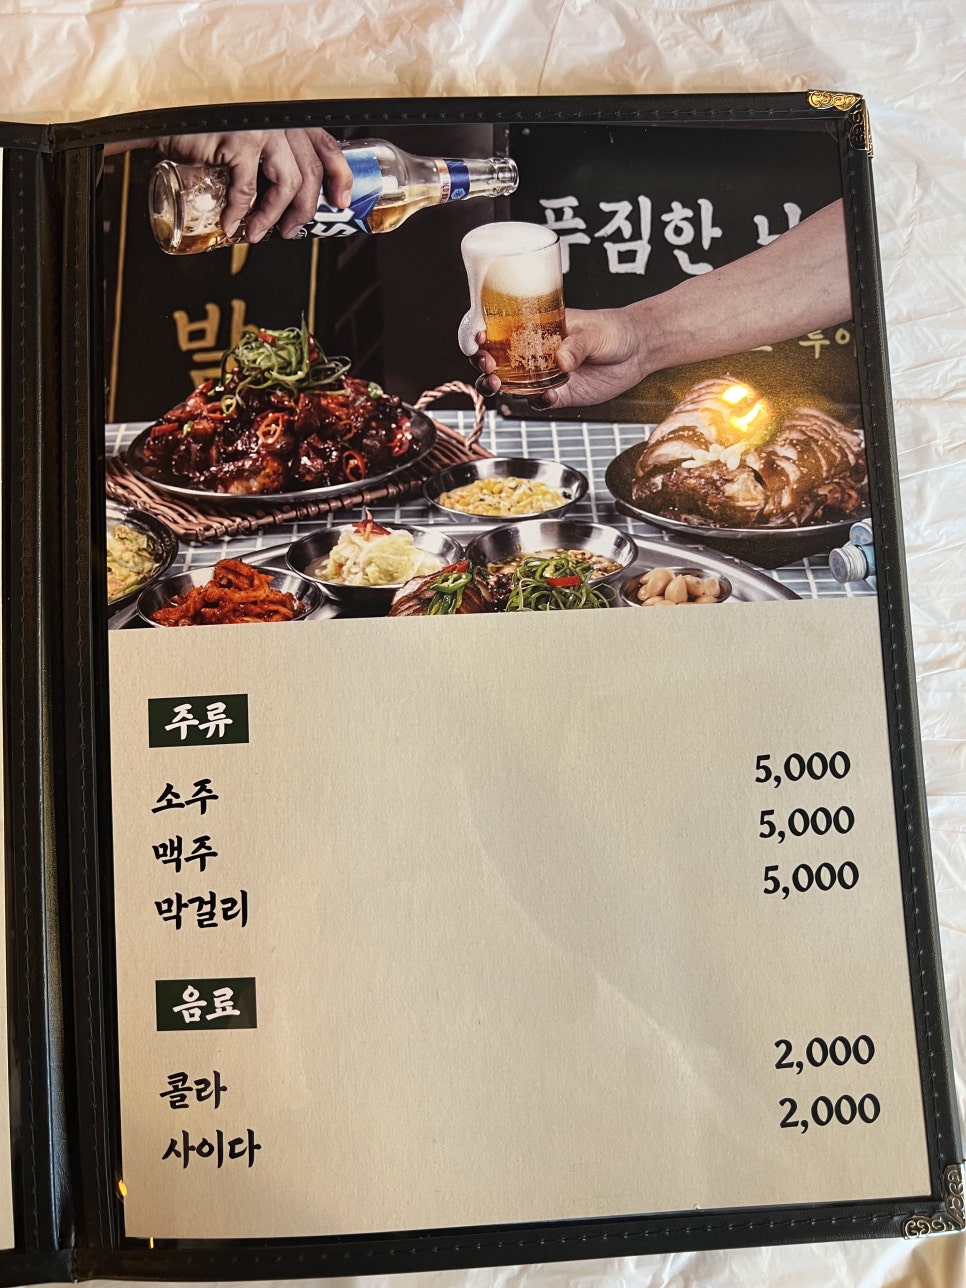 푸짐한
주류
소주 5,000
맥주 5,000
막걸리 5,000
음료
콜라 2,000
사이다 2,000